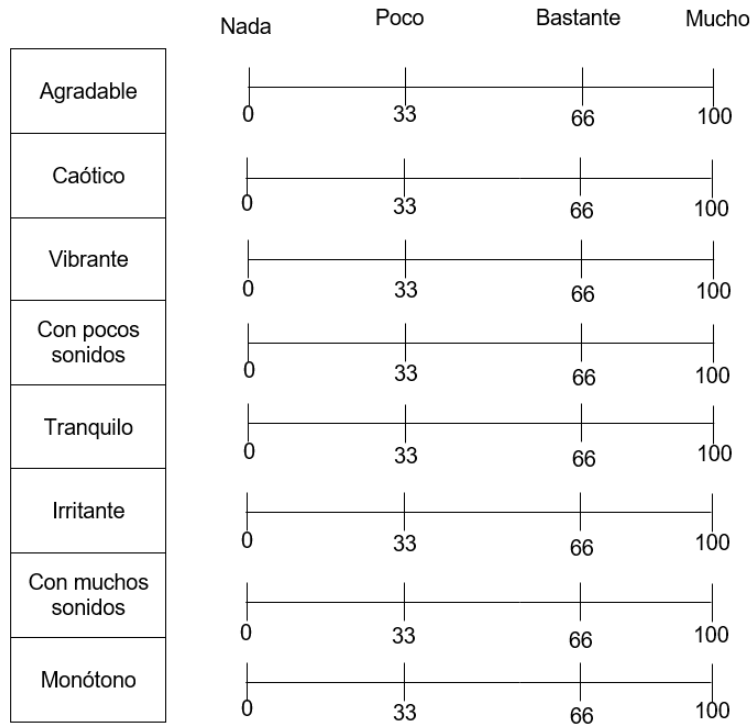 Nada Poco Bastante Mucho
Agradable
0 33 66 100
Caótico
0 33 66 100
Vibrante
0 33 66 100
Con pocos
sonidos
0 33 66 100
Tranquilo
0 33 66 100
Irritante
0 33 66 100
Con muchos
sonidos
0 33 66 100
Monótono
0 33 66 100